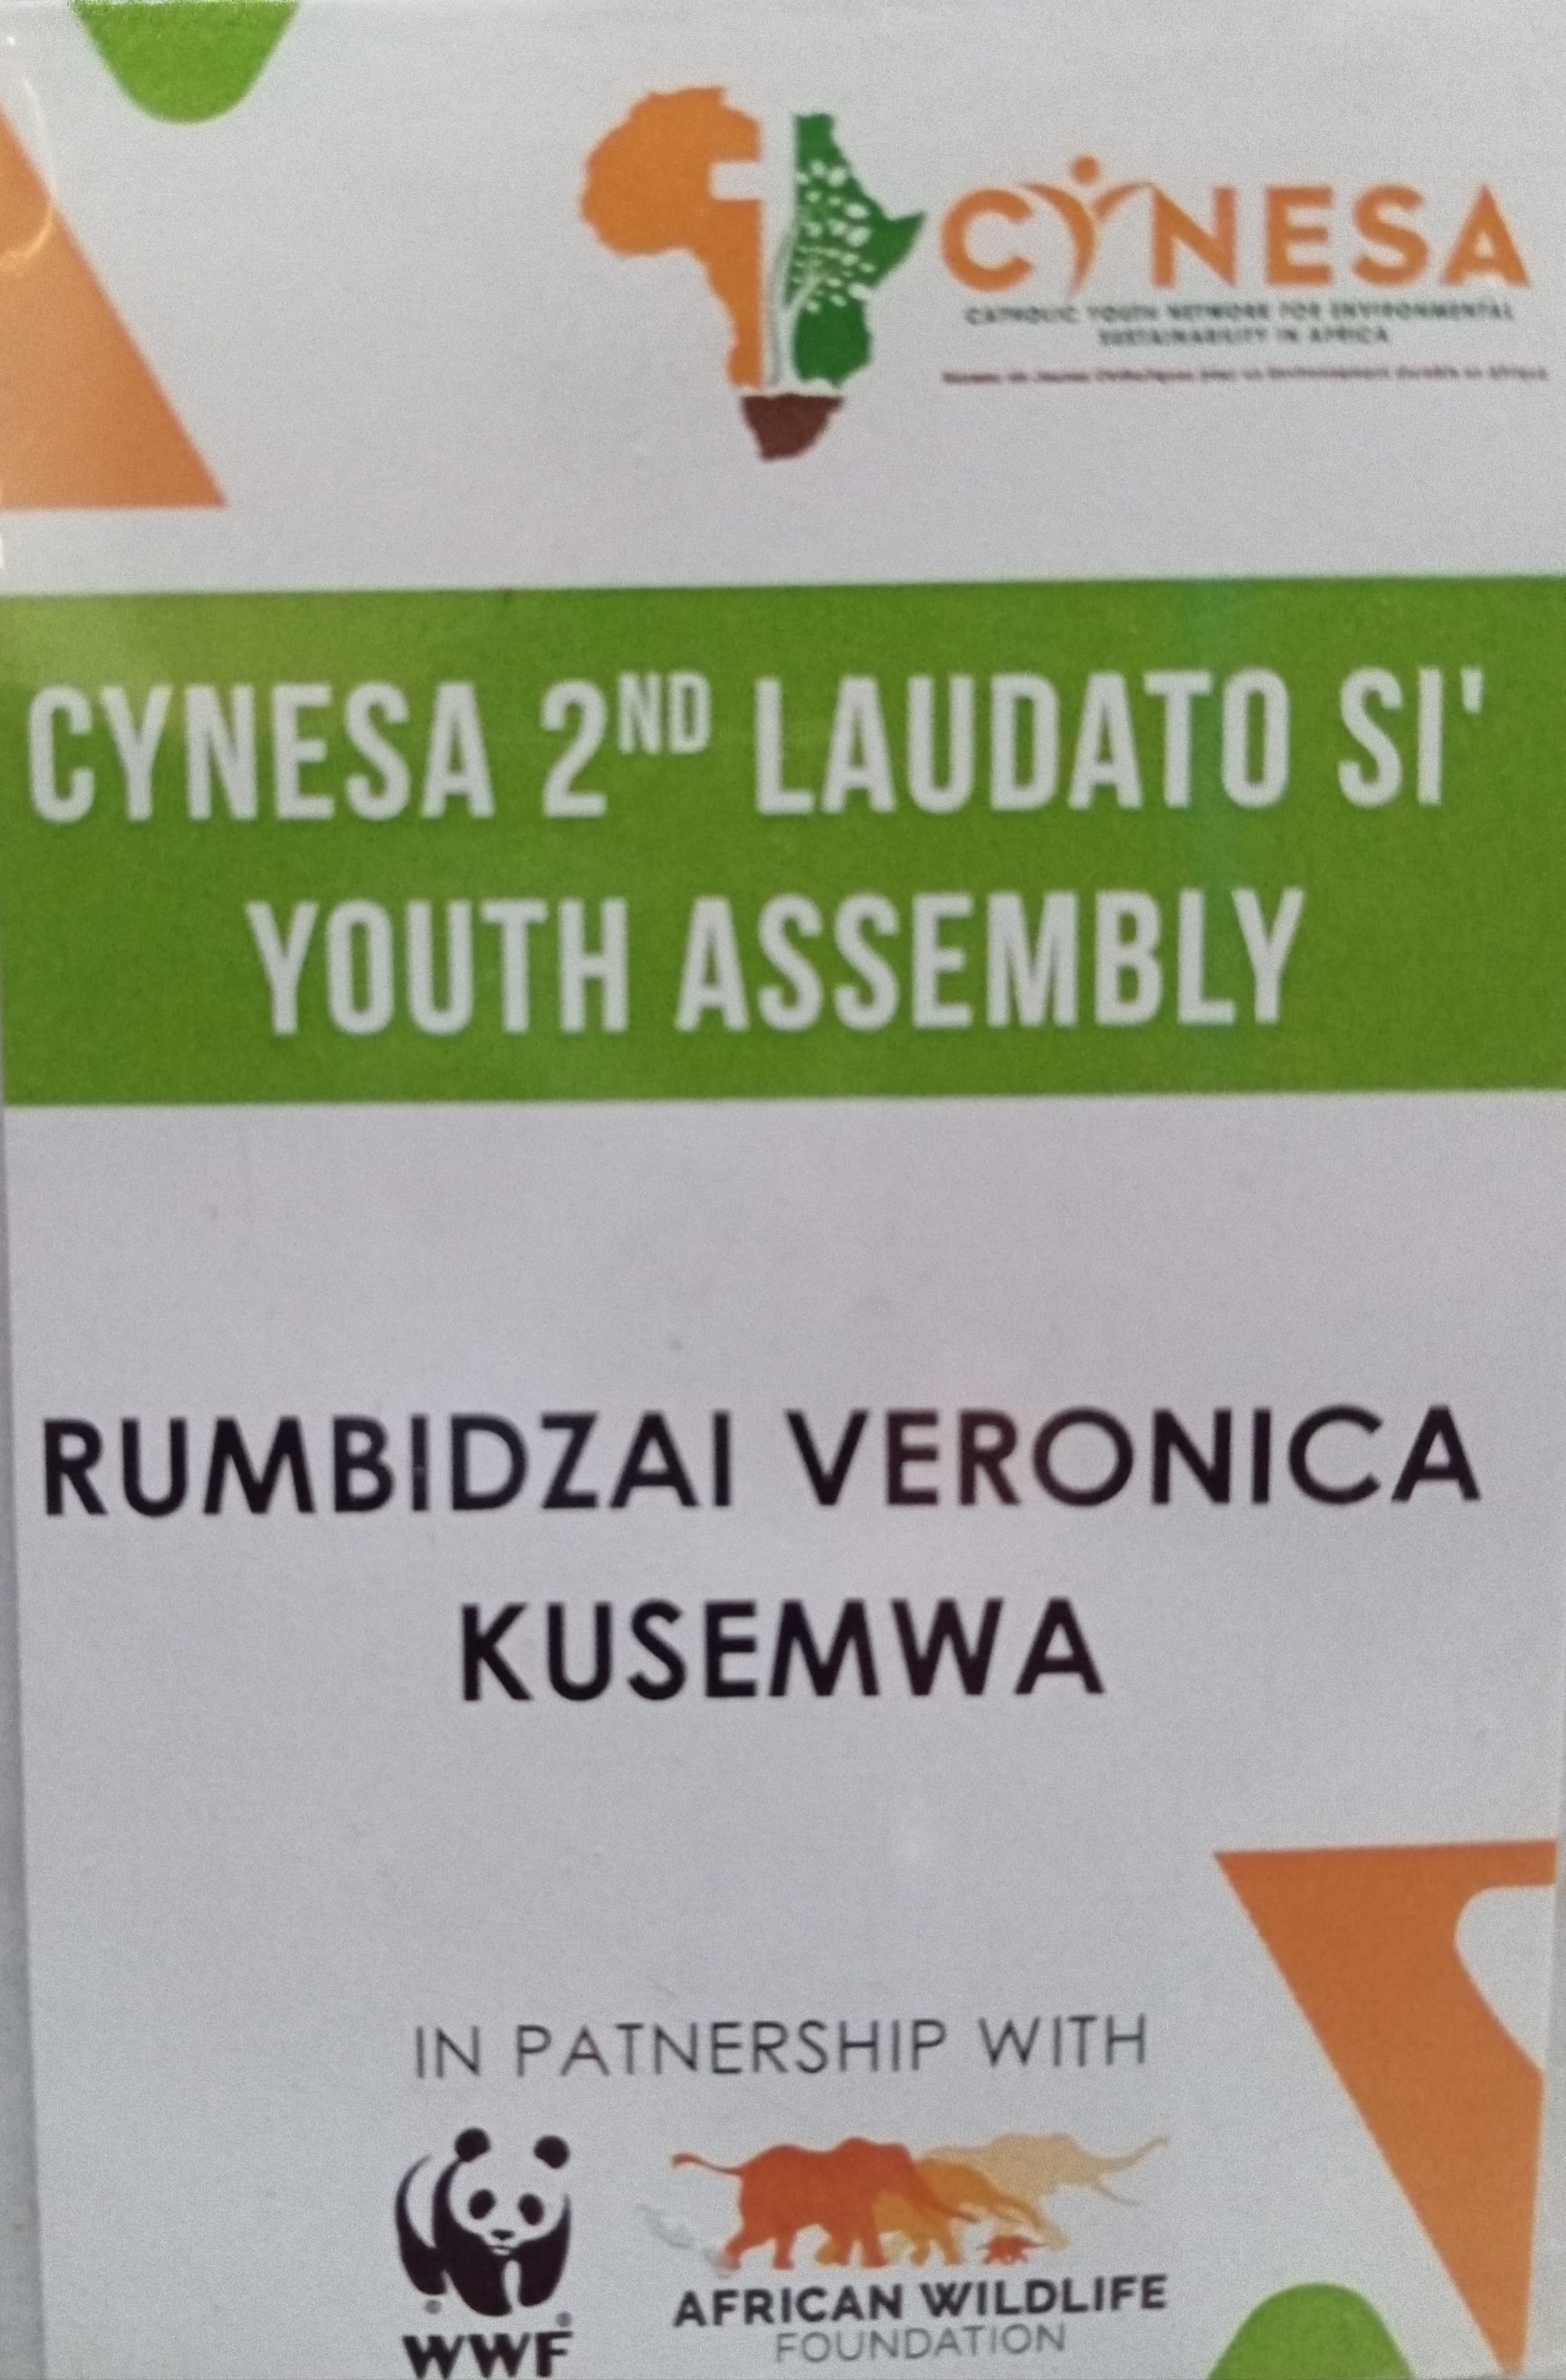 CYNESA
CATHOLIC YOUTH NETWORK FOR ENVIRONMENTAL
SUSTAINABILITY IN AFRICA
CYNESA 2ND LAUDATO SI'
YOUTH ASSEMBLY
RUMBIDZAI VERONICA
KUSEMWA
IN PATNERSHIP WITH
WWF
AFRICAN WILDLIFE
FOUNDATION